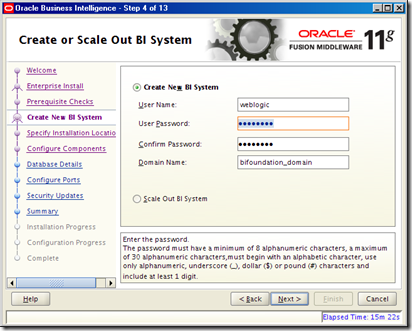 Oracle Business Intelligence - Step 4 of 13
Create or Scale Out BI System
ORACLE
FUSION MIDDLEWARE
11g
Welcome
Enterprise Install
Prerequisite Checks
Create New BI System
Specify Installation Locatio
Configure Components
Database Details
Configure Ports
Security Updates
Summary
Installation Progress
Configuration Progress
Complete
Create New BI System
User Name: weblogic
User Password: ●●●●●●●●
Confirm Password: ●●●●●●●●
Domain Name: bifoundation_domain
Scale Out BI System
Enter the password.
The password must have a minimum of 8 alphanumeric characters, a maximum
of 30 alphanumeric characters,must begin with an alphabetic character, use
only alphanumeric, underscore (_), dollar ($) or pound (#) characters and
include at least 1 digit.
Help
< Back
Next >
Finish
Cancel
Elapsed Time: 15m 22s